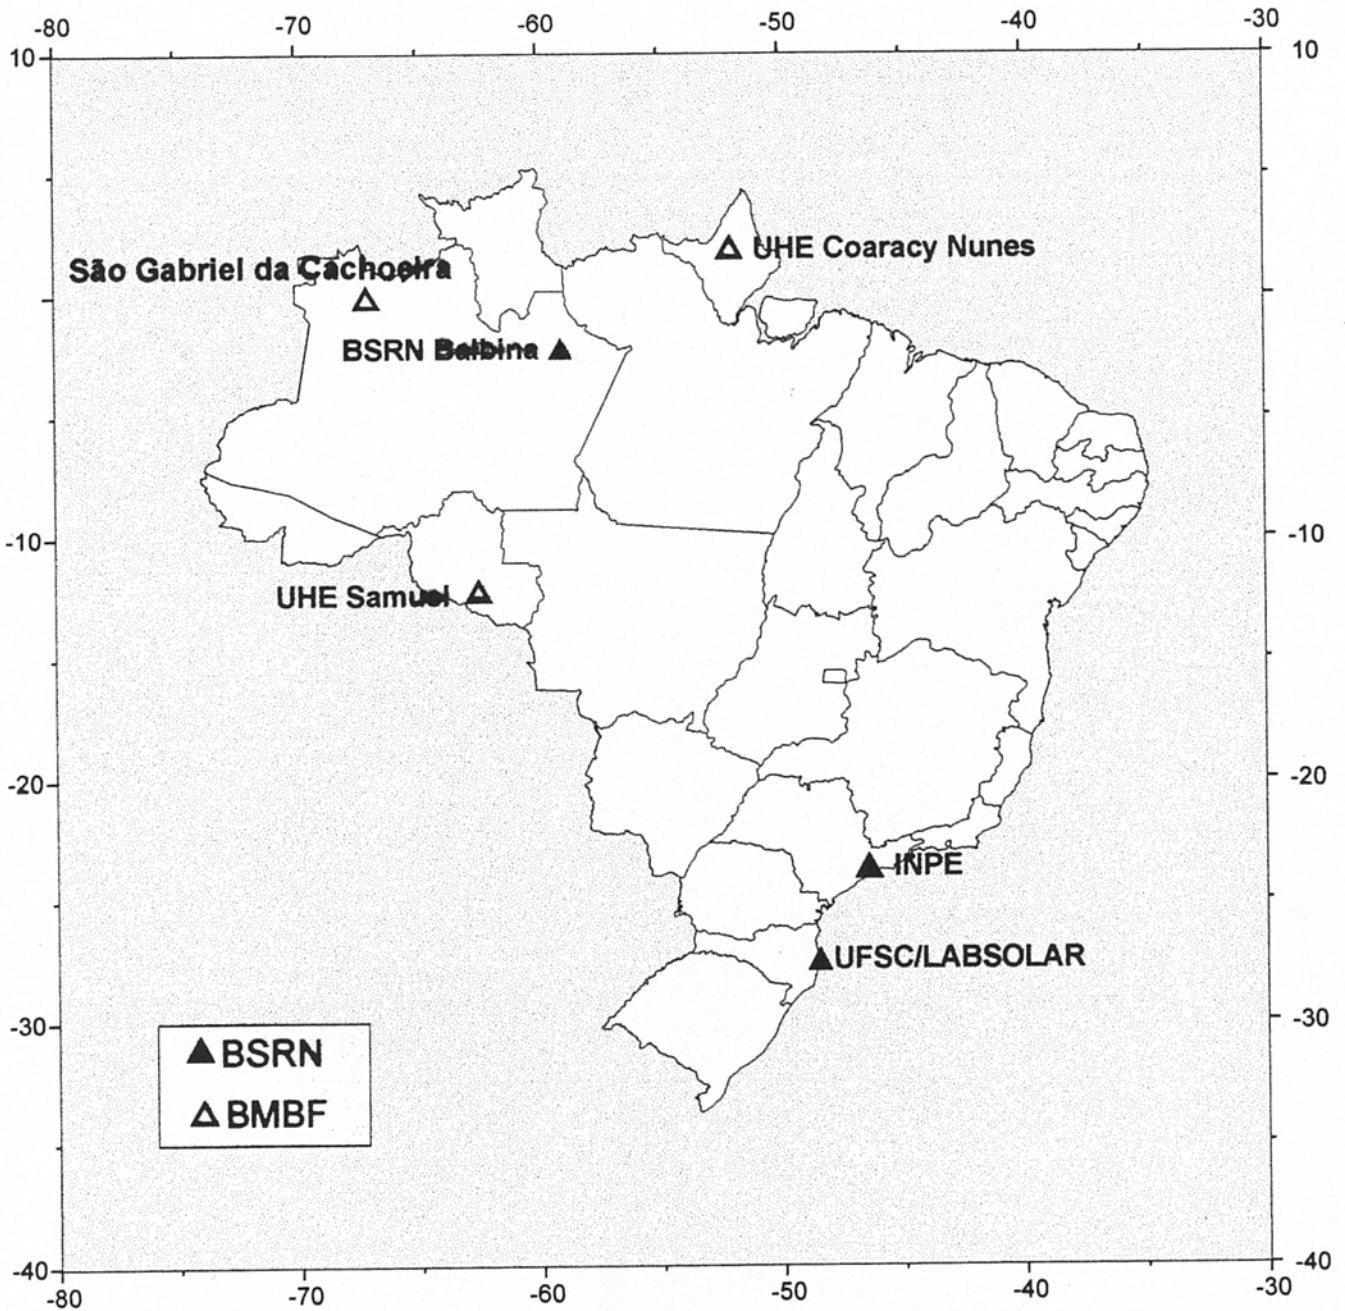 -80 -70 -60 -50 -40 -30
10 10
UHE Coaracy Nunes
São Gabriel da Cachoeira
BSRN Balbina
-10 -10
UHE Samuel
-20 -20
INPE
UFSC/LABSOLAR
-30 -30
BSRN
BMBF
-40 -40
-80 -70 -60 -50 -40 -30